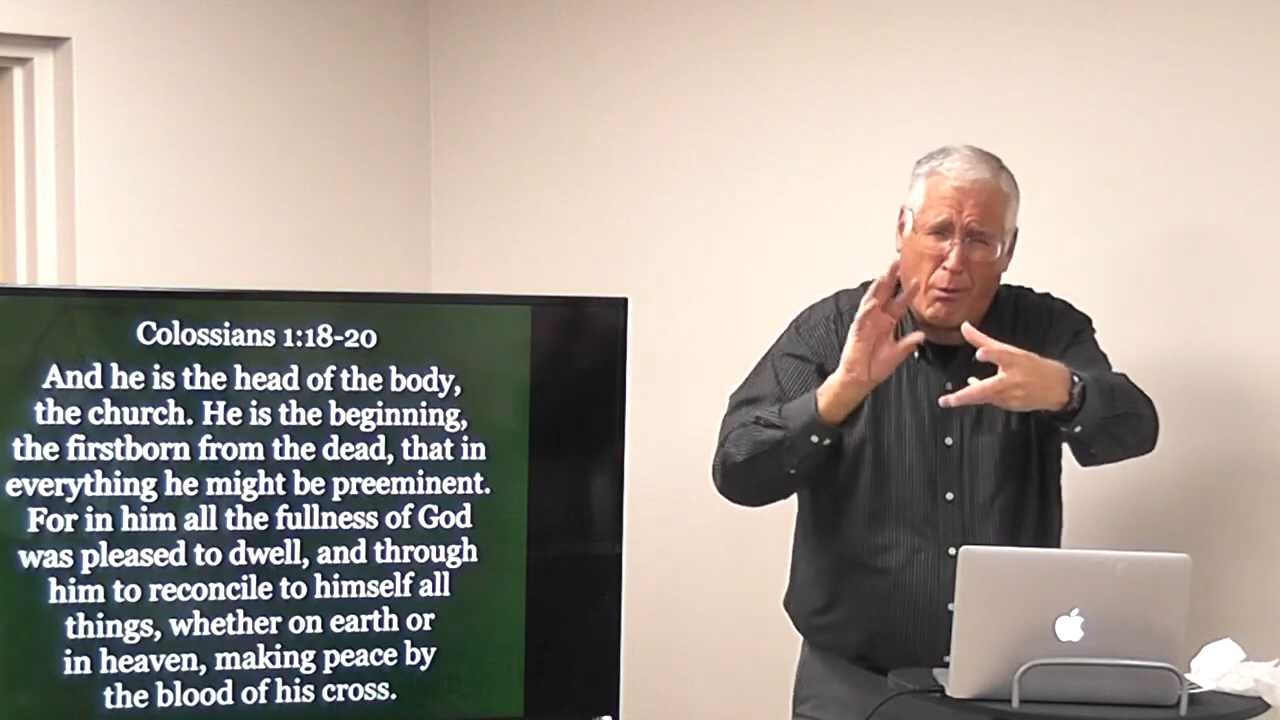 Colossians 1:18-20
And he is the head of the body,
the church. He is the beginning,
the firstborn from the dead, that in
everything he might be preeminent.
For in him all the fullness of God
was pleased to dwell, and through
him to reconcile to himself all
things, whether on earth or
in heaven, making peace by
the blood of his cross.